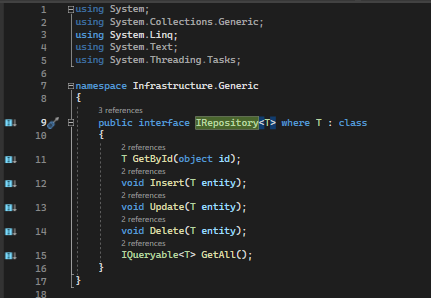 1 using System;
2 using System.Collections.Generic;
3 using System.Linq;
4 using System.Text;
5 using System.Threading.Tasks;
6
7 namespace Infrastructure.Generic
8 {
3 references
9 public interface IRepository<T> where T : class
10 {
2 references
11 T GetById(object id);
2 references
12 void Insert(T entity);
2 references
13 void Update(T entity);
2 references
14 void Delete(T entity);
2 references
15 IQueryable<T> GetAll();
16 }
17 }
18